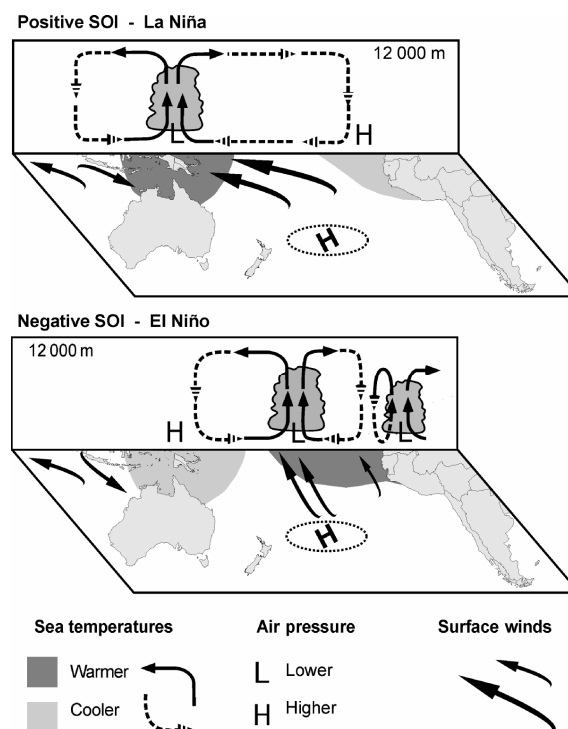 Positive SOI - La Niña
12 000 m
L
H
H
Negative SOI - El Niño
12 000 m
H
L
L
H
Sea temperatures
Air pressure
Surface winds
Warmer
L Lower
Cooler
H Higher